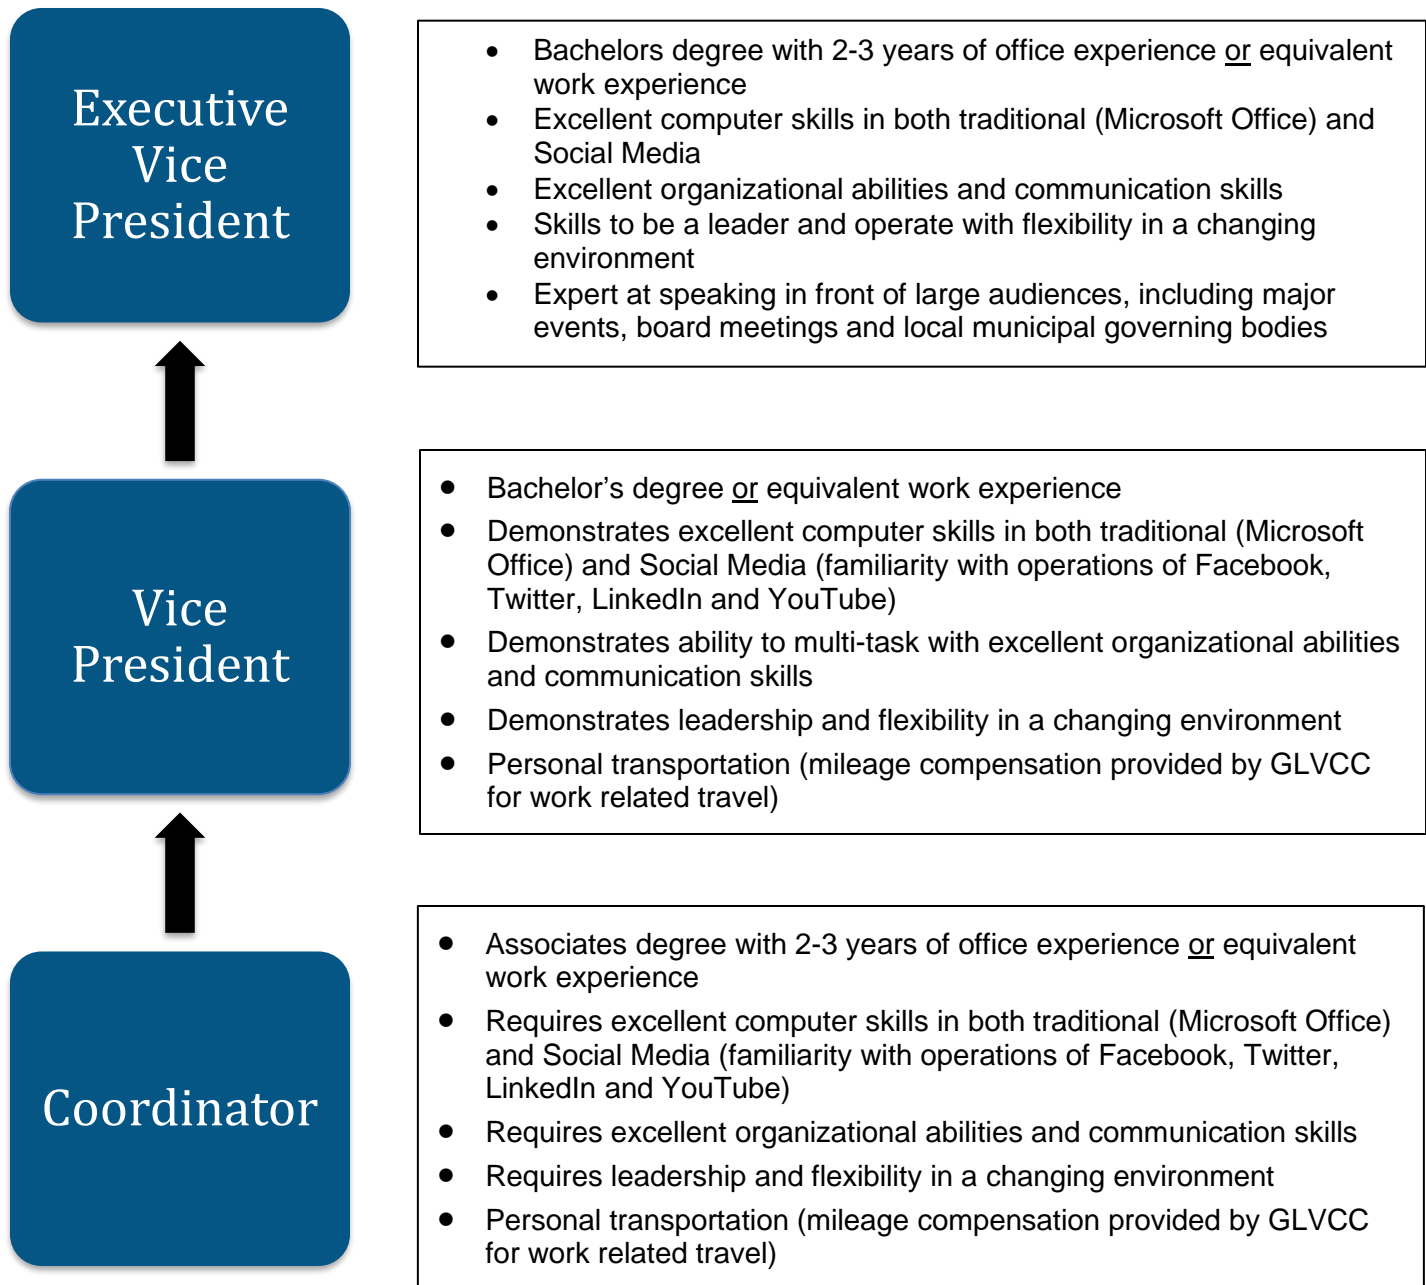 Executive
Vice
President
• Bachelors degree with 2-3 years of office experience or equivalent
work experience
• Excellent computer skills in both traditional (Microsoft Office) and
Social Media
• Excellent organizational abilities and communication skills
• Skills to be a leader and operate with flexibility in a changing
environment
• Expert at speaking in front of large audiences, including major
events, board meetings and local municipal governing bodies
Vice
President
• Bachelor’s degree or equivalent work experience
• Demonstrates excellent computer skills in both traditional (Microsoft
Office) and Social Media (familiarity with operations of Facebook,
Twitter, LinkedIn and YouTube)
• Demonstrates ability to multi-task with excellent organizational abilities
and communication skills
• Demonstrates leadership and flexibility in a changing environment
• Personal transportation (mileage compensation provided by GLVCC
for work related travel)
Coordinator
• Associates degree with 2-3 years of office experience or equivalent
work experience
• Requires excellent computer skills in both traditional (Microsoft Office)
and Social Media (familiarity with operations of Facebook, Twitter,
LinkedIn and YouTube)
• Requires excellent organizational abilities and communication skills
• Requires leadership and flexibility in a changing environment
• Personal transportation (mileage compensation provided by GLVCC
for work related travel)